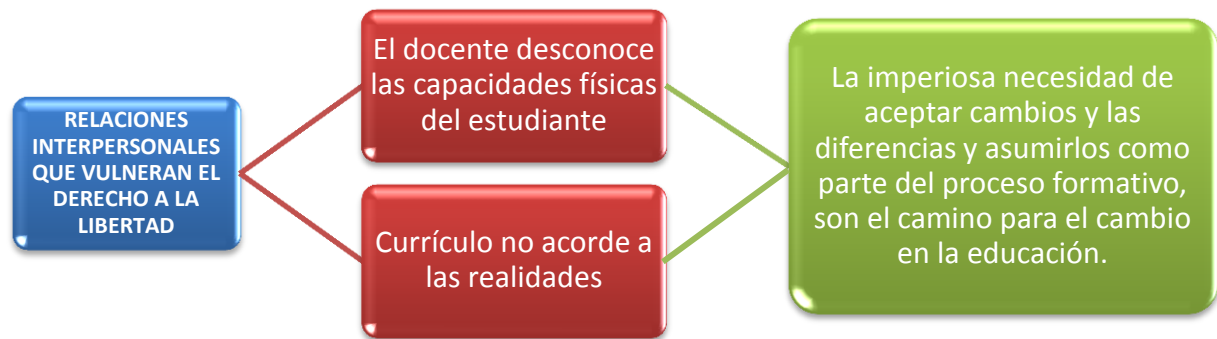 RELACIONES
INTERPERSONALES
QUE VULNERAN EL
DERECHO A LA
LIBERTAD
El docente desconoce
las capacidades físicas
del estudiante
Currículo no acorde a
las realidades
La imperiosa necesidad de
aceptar cambios y las
diferencias y asumirlos como
parte del proceso formativo,
son el camino para el cambio
en la educación.